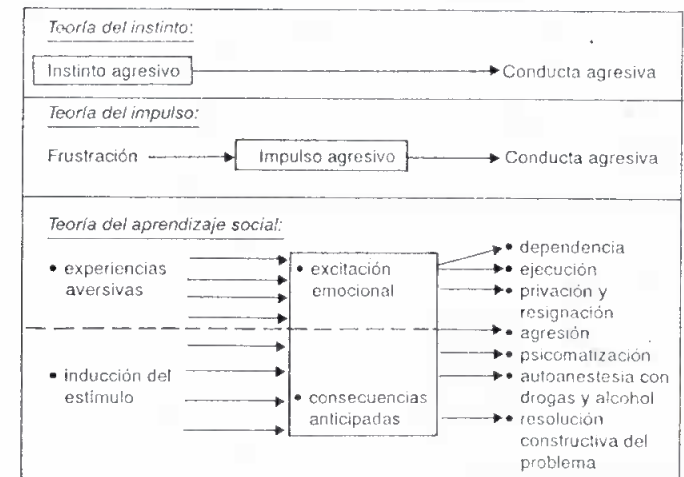 Teoría del instinto:
Instinto agresivo
Conducta agresiva
Teoría del impulso:
Frustración
Impulso agresivo
Conducta agresiva
Teoría del aprendizaje social:
• experiencias
aversivas
• inducción del
estímulo
• excitación
emocional
• consecuencias
anticipadas
• dependencia
• ejecución
• privación y
resignación
• agresión
• psicomatización
• autoanestesia con
drogas y alcohol
• resolución
constructiva del
problema